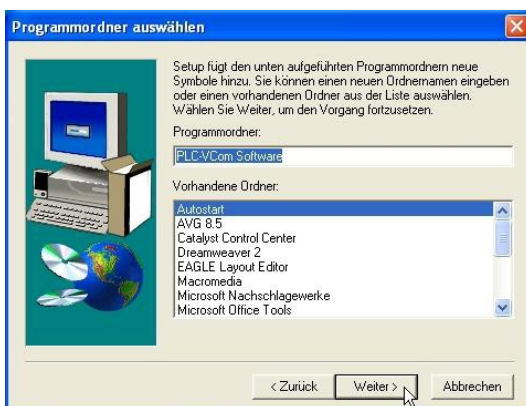 Programmordner auswählen
Setup fügt den unten aufgeführten Programmordnern neue
Symbole hinzu. Sie können einen neuen Ordnernamen eingeben
oder einen vorhandenen Ordner aus der Liste auswählen.
Wählen Sie Weiter, um den Vorgang fortzusetzen.
Programmordner:
PLC-VCom Software
Vorhandene Ordner:
Autostart
AVG 8.5
Catalyst Control Center
Dreamweaver 2
EAGLE Layout Editor
Macromedia
Microsoft Nachschlagewerke
Microsoft Office Tools
< Zurück Weiter > Abbrechen